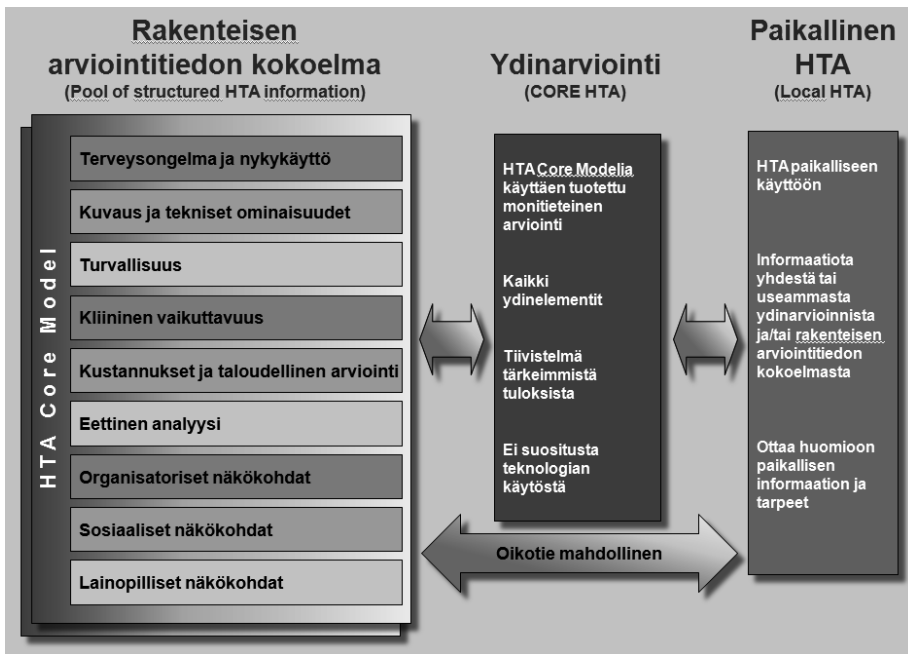 Rakenteisen
arviointitiedon kokoelma
(Pool of structured HTA information)
HTA Core Model
Terveysongelma ja nykykäyttö
Kuvaus ja tekniset ominaisuudet
Turvallisuus
Kliininen vaikuttavuus
Kustannukset ja taloudellinen arviointi
Eettinen analyysi
Organisatoriset näkökohdat
Sosiaaliset näkökohdat
Lainopilliset näkökohdat
Ydinarviointi
(CORE HTA)
HTA Core Modelia
käyttäen tuotettu
monitieteinen
arviointi
Kaikki
ydinelementit
Tiivistelmä
tärkeimmistä
tuloksista
Ei suositusta
teknologian
käytöstä
Oikotie mahdollinen
Paikallinen
HTA
(Local HTA)
HTA paikalliseen
käyttöön
Informaatiota
yhdestä tai
useammasta
ydinarvioinnista
ja/tai rakenteisen
arviointitiedon
kokoelmasta
Ottaa huomioon
paikallisen
informaation ja
tarpeet